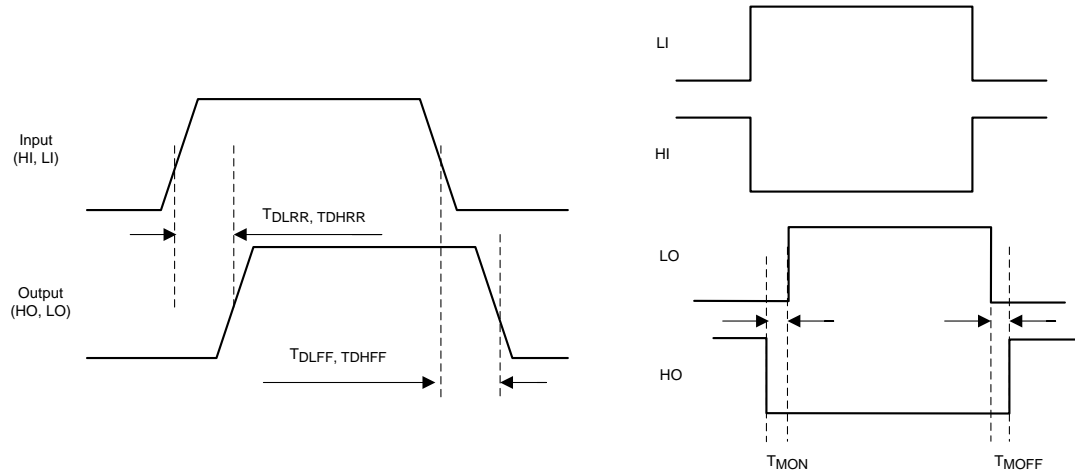 Input
(HI, LI)
TDLRR, TDHRR
Output
(HO, LO)
TDLFF, TDHFF
LI
HI
LO
HO
TMON
TMOFF